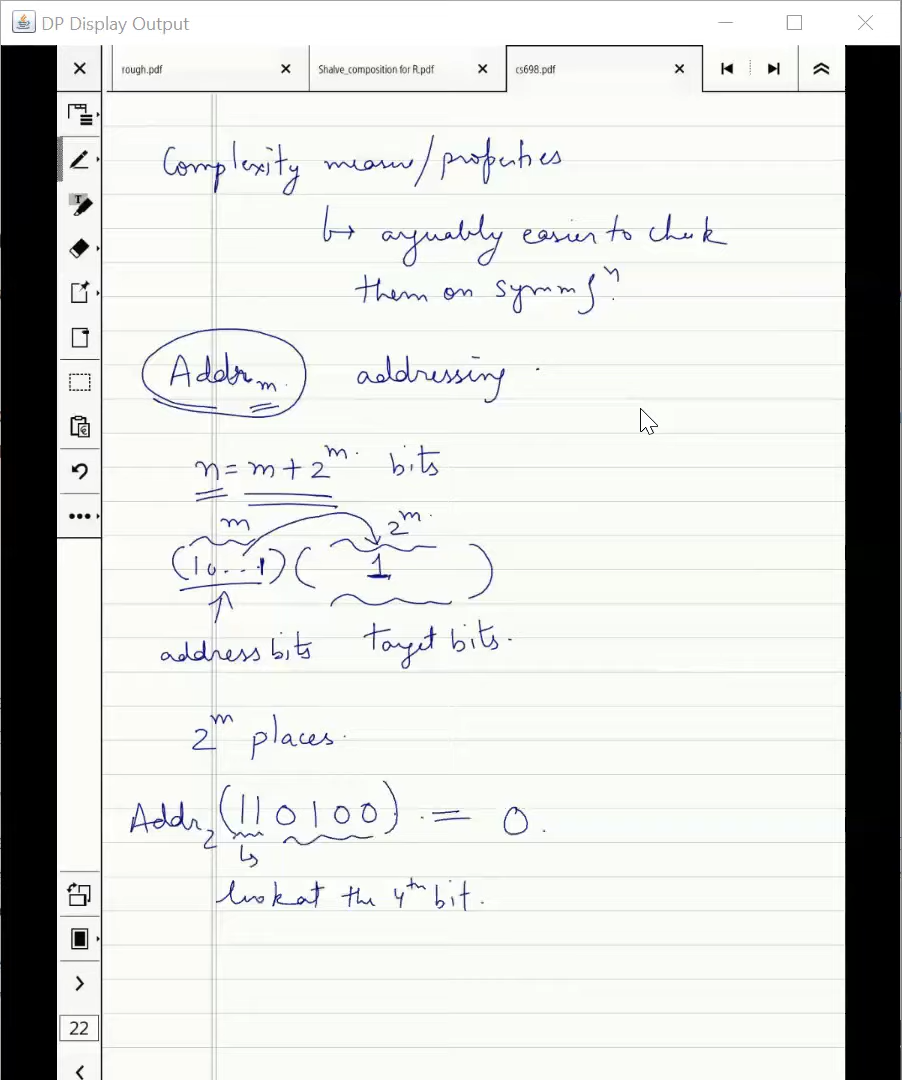 DP Display Output
rough.pdf
Shalve_composition for R.pdf
cs698.pdf
Complexity measure/properties
↳ arguably easier to check
them on symm fⁿ.
Addr_m addressing
n = m + 2^m bits
m 2^m
(10...1) ( 1 )
address bits Target bits.
2^m places.
Addr_2 (110100) = 0.
↳
look at the 4th bit.
22